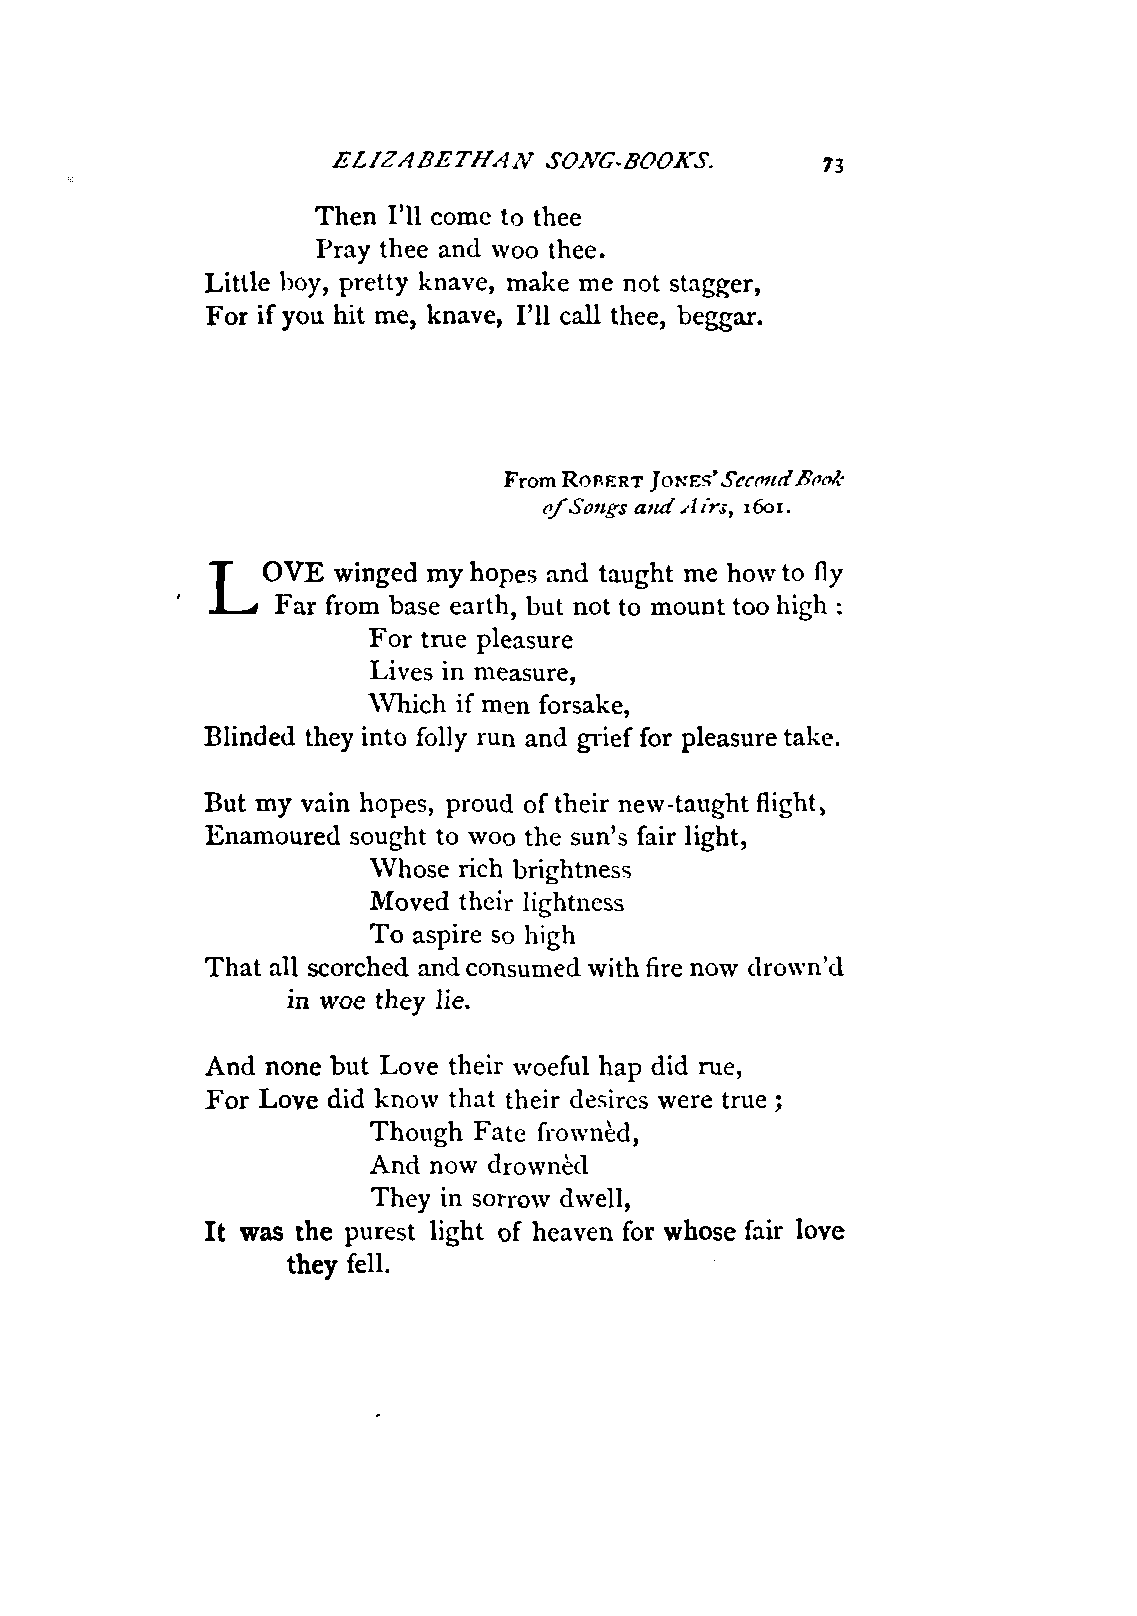 ELIZABETHAN SONG-BOOKS. 73
Then I'll come to thee
Pray thee and woo thee.
Little boy, pretty knave, make me not stagger,
For if you hit me, knave, I'll call thee, beggar.
From ROBERT JONES' Second Book
of Songs and Airs, 1601.
LOVE winged my hopes and taught me how to fly
Far from base earth, but not to mount too high :
For true pleasure
Lives in measure,
Which if men forsake,
Blinded they into folly run and grief for pleasure take.
But my vain hopes, proud of their new-taught flight,
Enamoured sought to woo the sun's fair light,
Whose rich brightness
Moved their lightness
To aspire so high
That all scorched and consumed with fire now drown'd
in woe they lie.
And none but Love their woeful hap did rue,
For Love did know that their desires were true ;
Though Fate frownèd,
And now drownèd
They in sorrow dwell,
It was the purest light of heaven for whose fair love
they fell.